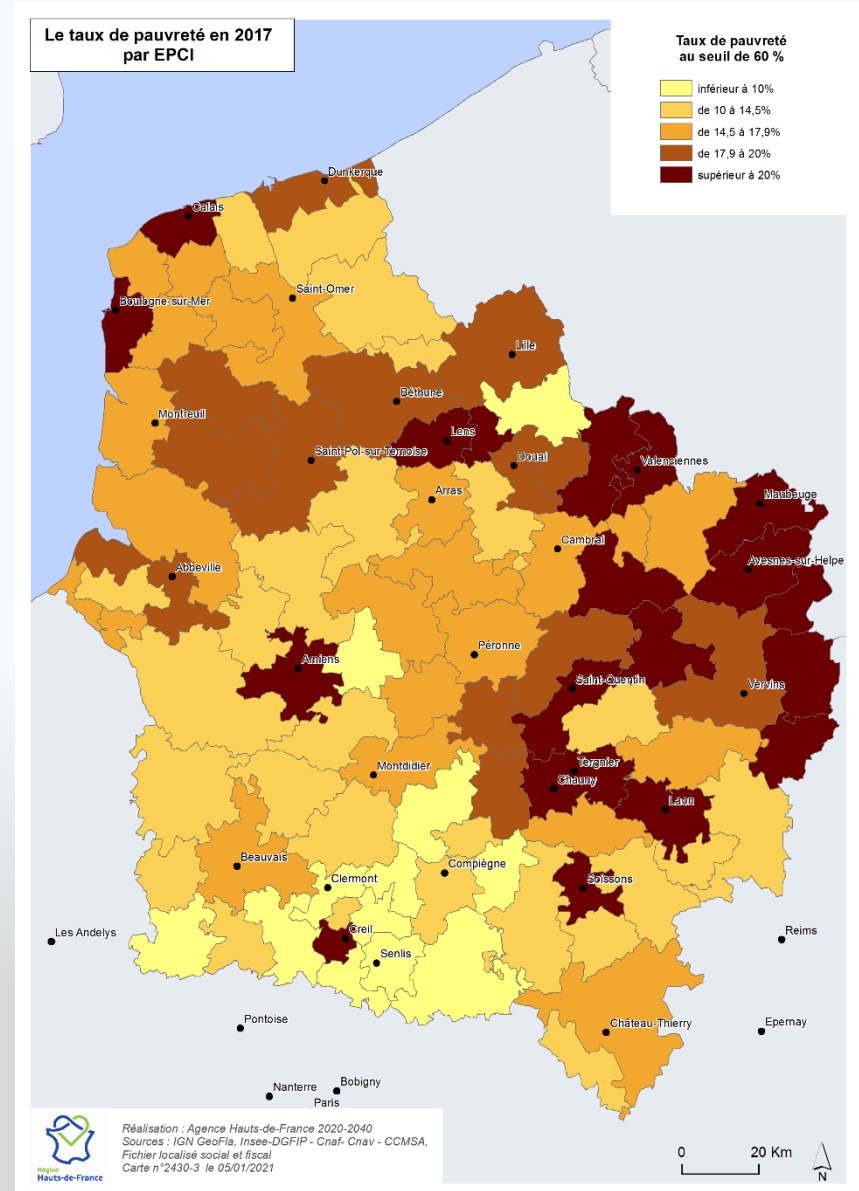 Le taux de pauvreté en 2017
par EPCI
Taux de pauvreté
au seuil de 60 %
inférieur à 10%
de 10 à 14,5%
de 14,5 à 17,9%
de 17,9 à 20%
supérieur à 20%
Dunkerque
Calais
Saint-Omer
Boulogne-sur-Mer
Lille
Béthune
Montreuil
Lens
Saint-Pol-sur-Ternoise
Douai
Valenciennes
Arras
Maubeuge
Cambrai
Avesnes-sur-Helpe
Abbeville
Péronne
Amiens
Saint-Quentin
Vervins
Montdidier
Tergnier
Chauny
Laon
Beauvais
Compiègne
Clermont
Soissons
Les Andelys
Creil
Reims
Senlis
Pontoise
Château-Thierry
Epernay
Nanterre
Bobigny
Paris
Région
Hauts-de-France
Réalisation : Agence Hauts-de-France 2020-2040
Sources : IGN GeoFla, Insee-DGFIP - Cnaf- Cnav - CCMSA,
Fichier localisé social et fiscal
Carte n°2430-3 le 05/01/2021
0 20 Km
N